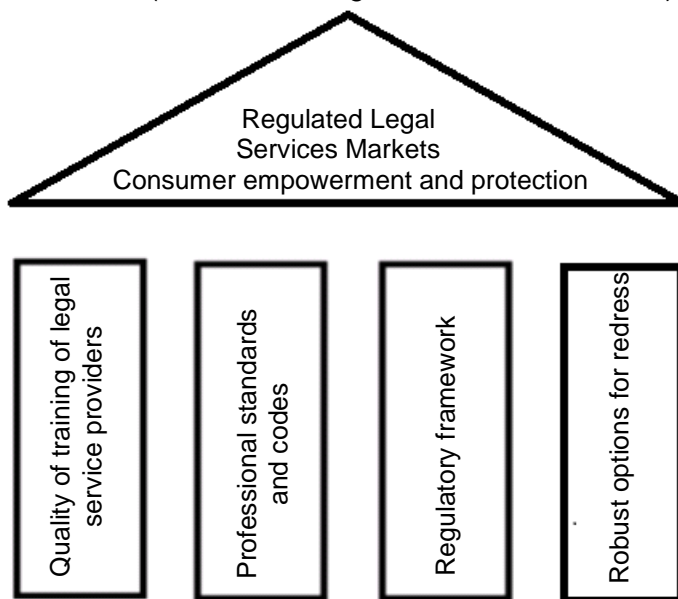 Regulated Legal
Services Markets
Consumer empowerment and protection
Quality of training of legal
service providers
Professional standards
and codes
Regulatory framework
Robust options for redress